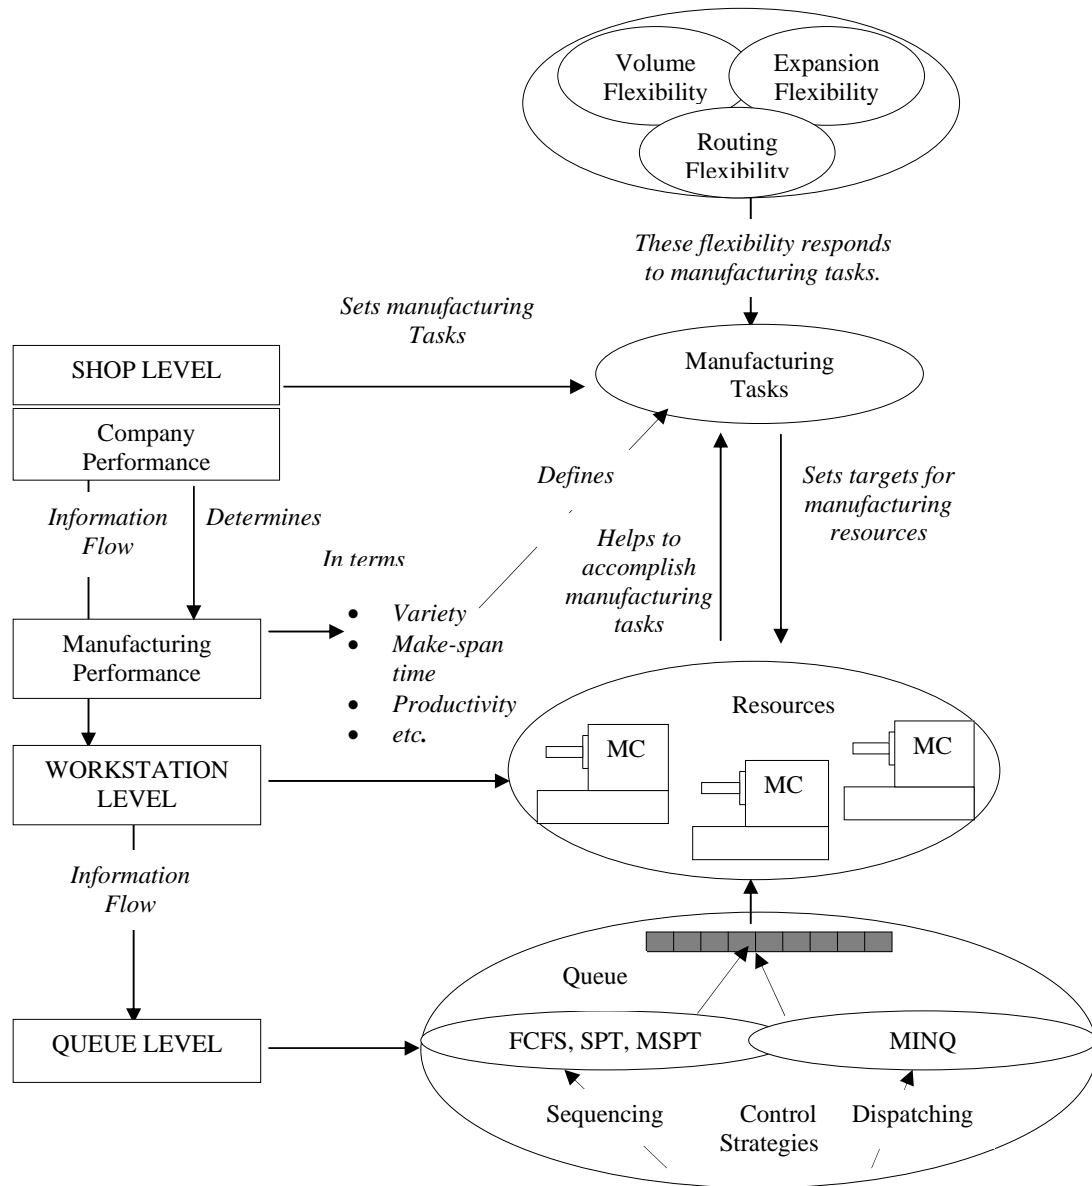 Volume
Flexibility
Expansion
Flexibility
Routing
Flexibility
These flexibility responds
to manufacturing tasks.
Sets manufacturing
Tasks
SHOP LEVEL
Manufacturing
Tasks
Company
Performance
Information
Flow
Determines
Defines
Sets targets for
manufacturing
resources
In terms
Helps to
accomplish
manufacturing
tasks
• Variety
• Make-span
time
• Productivity
• etc.
Manufacturing
Performance
Resources
MC
MC
MC
WORKSTATION
LEVEL
Information
Flow
Queue
QUEUE LEVEL
FCFS, SPT, MSPT
MINQ
Sequencing
Control
Strategies
Dispatching